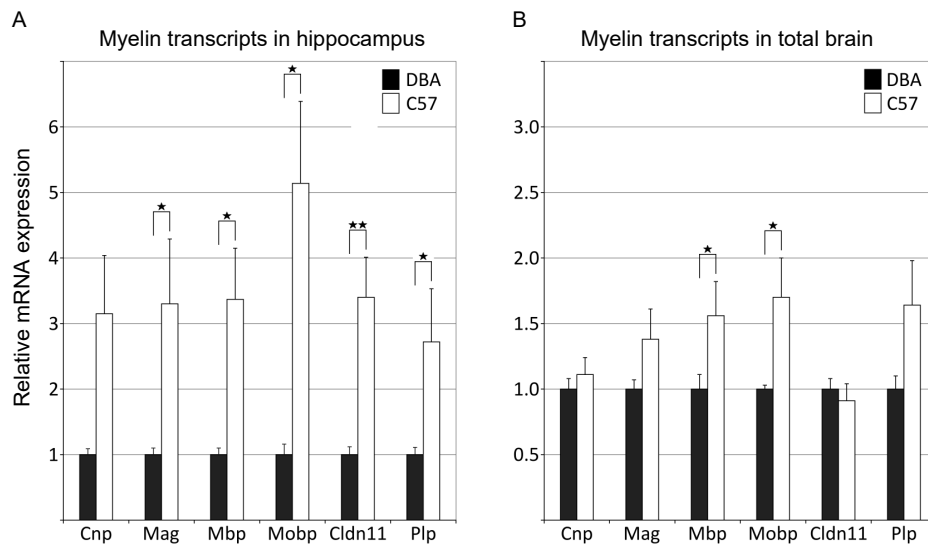 A
Myelin transcripts in hippocampus
DBA
C57
Relative mRNA expression
6
5
4
3
2
1
★
★
★
★★
★
Cnp Mag Mbp Mobp Cldn11 Plp
B
Myelin transcripts in total brain
DBA
C57
3.0
2.5
2.0
1.5
1.0
0.5
★
★
Cnp Mag Mbp Mobp Cldn11 Plp